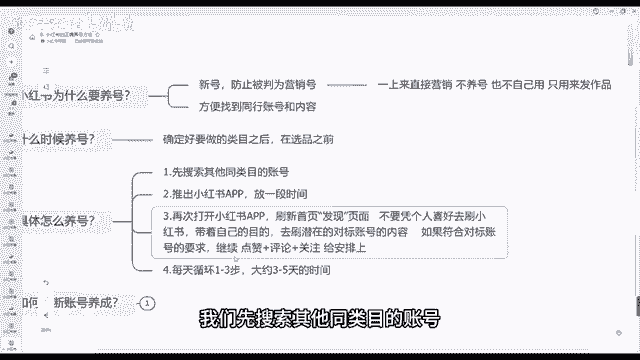 小红书为什么要养号？
新号，防止被判为营销号
一上来直接营销 不养号 也不自己用 只用来发作品
方便找到同行账号和内容
什么时候养号？
确定好要做的类目之后，在选品之前
1.先搜索其他同类目的账号
2.推出小红书APP，放一段时间
具体怎么养号？
3.再次打开小红书APP，刷新首页“发现”页面 不要凭个人喜好去刷小
红书，带着自己的目的，去刷潜在的对标账号的内容 如果符合对标账
号的要求，继续 点赞+评论+关注 给安排上
4.每天循环1-3步，大约3-5天的时间
新账号养成？
1
我们先搜索其他同类目的账号